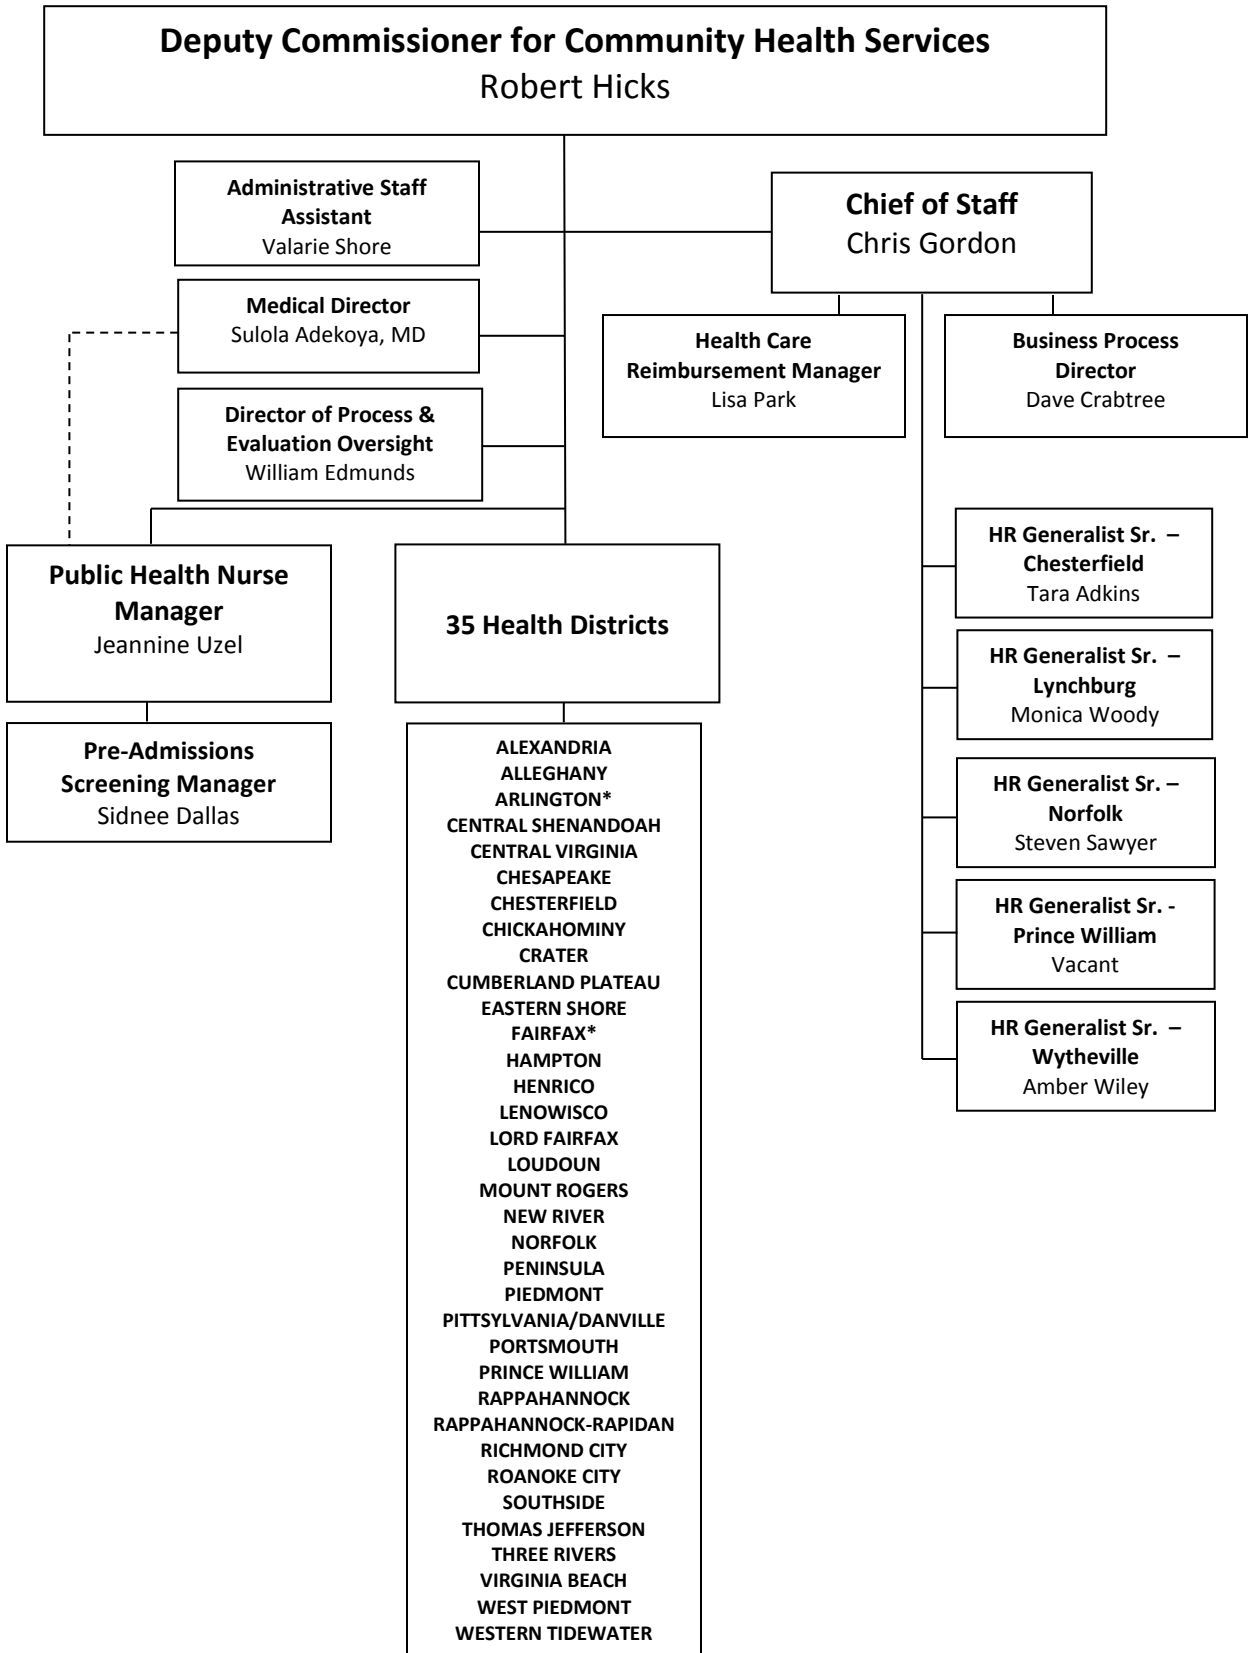 Deputy Commissioner for Community Health Services
Robert Hicks
Administrative Staff
Assistant
Valarie Shore
Chief of Staff
Chris Gordon
Medical Director
Sulola Adekoya, MD
Health Care
Reimbursement Manager
Lisa Park
Business Process
Director
Dave Crabtree
Director of Process &
Evaluation Oversight
William Edmunds
Public Health Nurse
Manager
Jeannine Uzel
35 Health Districts
HR Generalist Sr. –
Chesterfield
Tara Adkins
HR Generalist Sr. –
Lynchburg
Monica Woody
Pre-Admissions
Screening Manager
Sidnee Dallas
HR Generalist Sr. –
Norfolk
Steven Sawyer
HR Generalist Sr. -
Prince William
Vacant
HR Generalist Sr. –
Wytheville
Amber Wiley
ALEXANDRIA
ALLEGHANY
ARLINGTON*
CENTRAL SHENANDOAH
CENTRAL VIRGINIA
CHESAPEAKE
CHESTERFIELD
CHICKAHOMINY
CRATER
CUMBERLAND PLATEAU
EASTERN SHORE
FAIRFAX*
HAMPTON
HENRICO
LENOWISCO
LORD FAIRFAX
LOUDOUN
MOUNT ROGERS
NEW RIVER
NORFOLK
PENINSULA
PIEDMONT
PITTSYLVANIA/DANVILLE
PORTSMOUTH
PRINCE WILLIAM
RAPPAHANNOCK
RAPPAHANNOCK-RAPIDAN
RICHMOND CITY
ROANOKE CITY
SOUTHSIDE
THOMAS JEFFERSON
THREE RIVERS
VIRGINIA BEACH
WEST PIEDMONT
WESTERN TIDEWATER